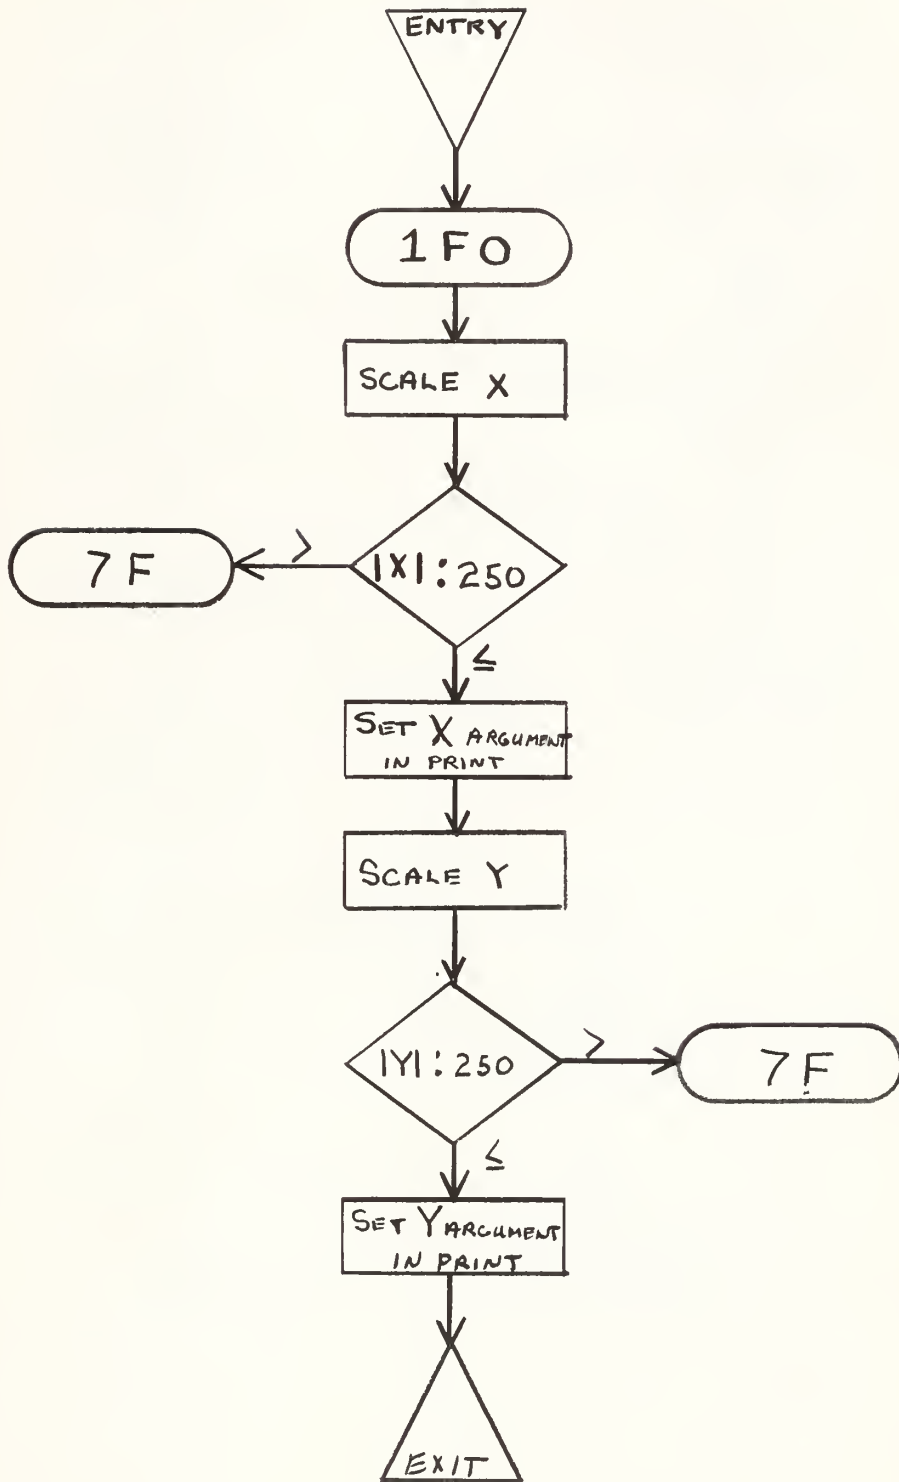 ENTRY
1FO
SCALE X
|X|:250
>
7F
≤
SET X ARGUMENT
IN PRINT
SCALE Y
|Y|:250
>
7F
≤
SET Y ARGUMENT
IN PRINT
EXIT